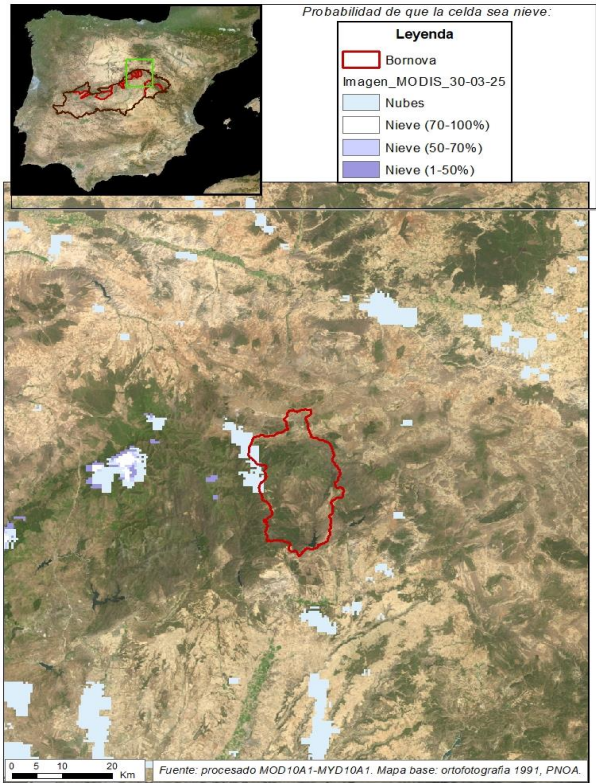 Probabilidad de que la celda sea nieve:
Leyenda
Bornova
Imagen_MODIS_30-03-25
Nubes
Nieve (70-100%)
Nieve (50-70%)
Nieve (1-50%)
0 5 10 20
Km
Fuente: procesado MOD10A1-MYD10A1. Mapa base: ortofotografia 1991, PNOA.